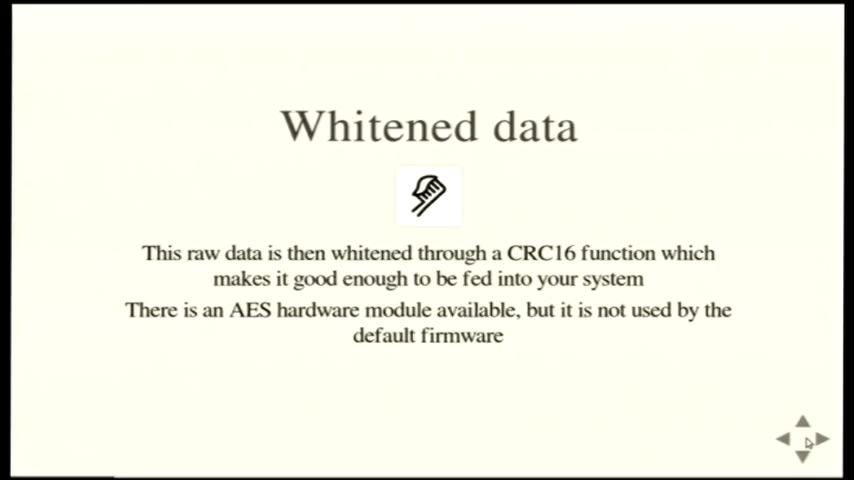 Whitened data
This raw data is then whitened through a CRC16 function which
makes it good enough to be fed into your system
There is an AES hardware module available, but it is not used by the
default firmware